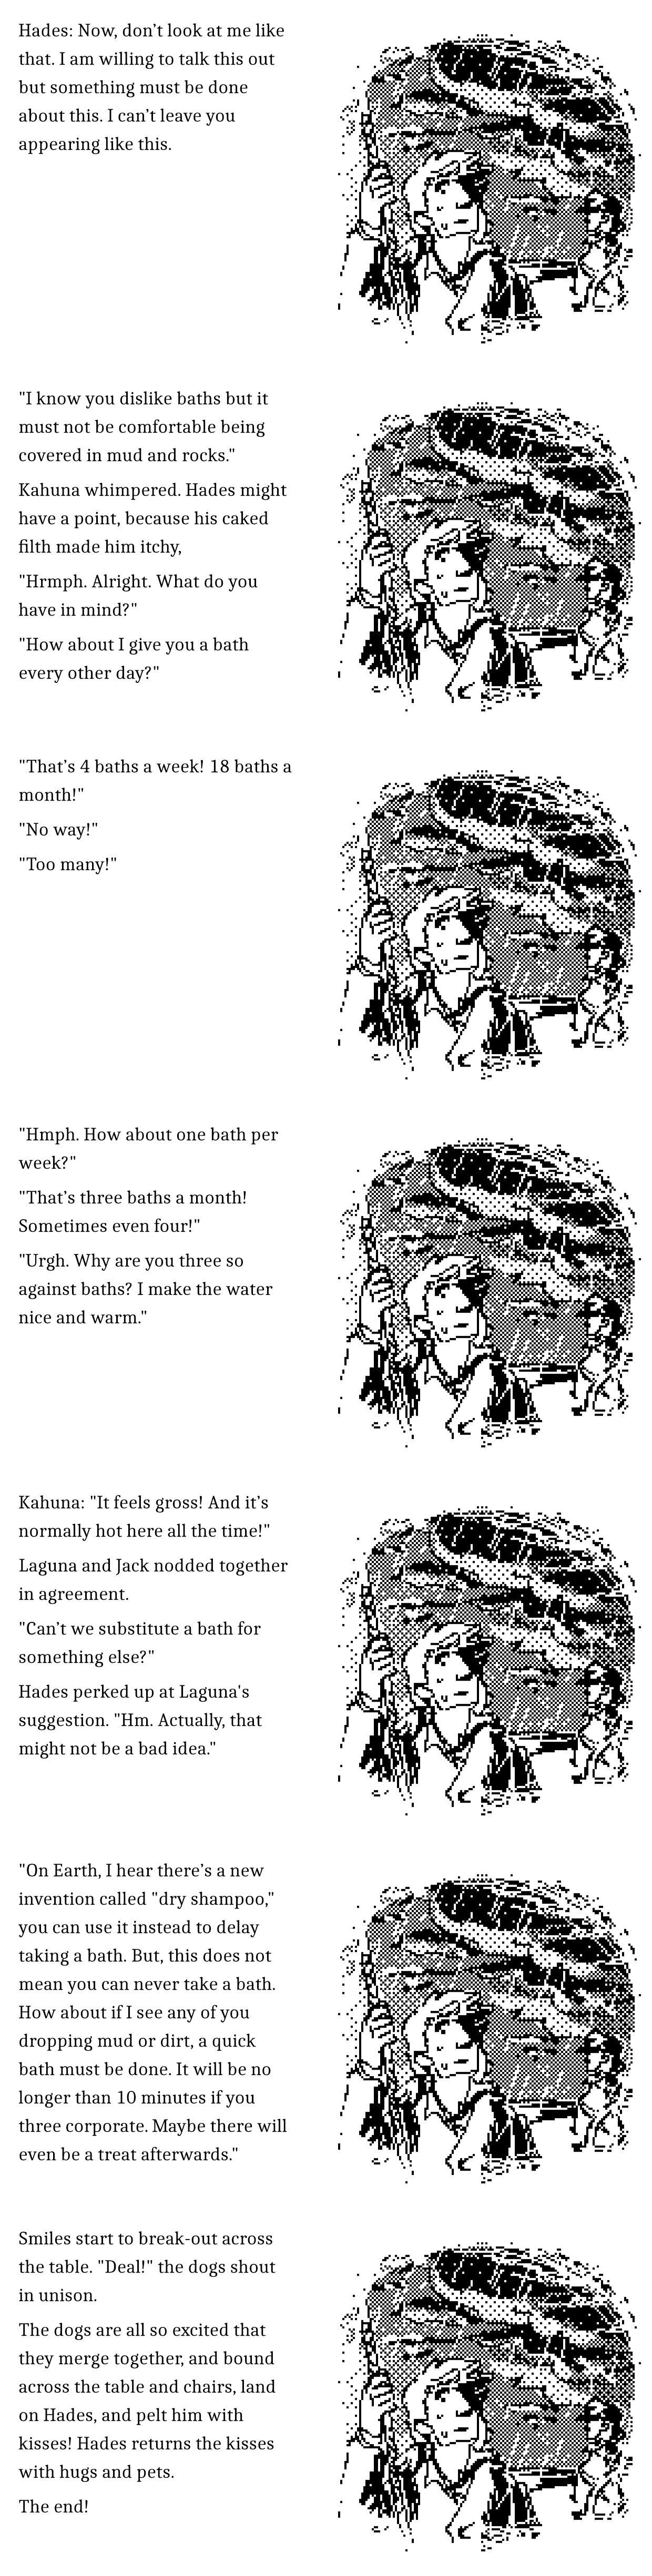 Hades: Now, don’t look at me like
that. I am willing to talk this out
but something must be done
about this. I can’t leave you
appearing like this.
"I know you dislike baths but it
must not be comfortable being
covered in mud and rocks."
Kahuna whimpered. Hades might
have a point, because his caked
filth made him itchy,
"Hrmph. Alright. What do you
have in mind?"
"How about I give you a bath
every other day?"
"That’s 4 baths a week! 18 baths a
month!"
"No way!"
"Too many!"
"Hmph. How about one bath per
week?"
"That’s three baths a month!
Sometimes even four!"
"Urgh. Why are you three so
against baths? I make the water
nice and warm."
Kahuna: "It feels gross! And it’s
normally hot here all the time!"
Laguna and Jack nodded together
in agreement.
"Can’t we substitute a bath for
something else?"
Hades perked up at Laguna's
suggestion. "Hm. Actually, that
might not be a bad idea."
"On Earth, I hear there’s a new
invention called "dry shampoo,"
you can use it instead to delay
taking a bath. But, this does not
mean you can never take a bath.
How about if I see any of you
dropping mud or dirt, a quick
bath must be done. It will be no
longer than 10 minutes if you
three corporate. Maybe there will
even be a treat afterwards."
Smiles start to break-out across
the table. "Deal!" the dogs shout
in unison.
The dogs are all so excited that
they merge together, and bound
across the table and chairs, land
on Hades, and pelt him with
kisses! Hades returns the kisses
with hugs and pets.
The end!